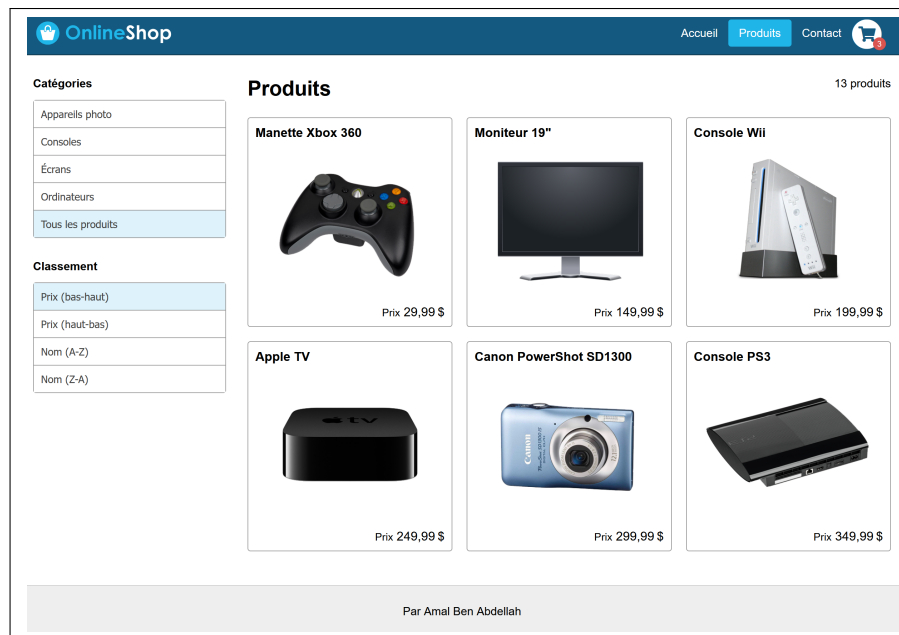 OnlineShop
Accueil Produits Contact 3
Catégories
Appareils photo
Consoles
Écrans
Ordinateurs
Tous les produits
Classement
Prix (bas-haut)
Prix (haut-bas)
Nom (A-Z)
Nom (Z-A)
Produits
13 produits
Manette Xbox 360
Prix 29,99 $
Moniteur 19"
Prix 149,99 $
Console Wii
Prix 199,99 $
Apple TV
tv
Prix 249,99 $
Canon PowerShot SD1300
Canon
Prix 299,99 $
Console PS3
Prix 349,99 $
Par Amal Ben Abdellah